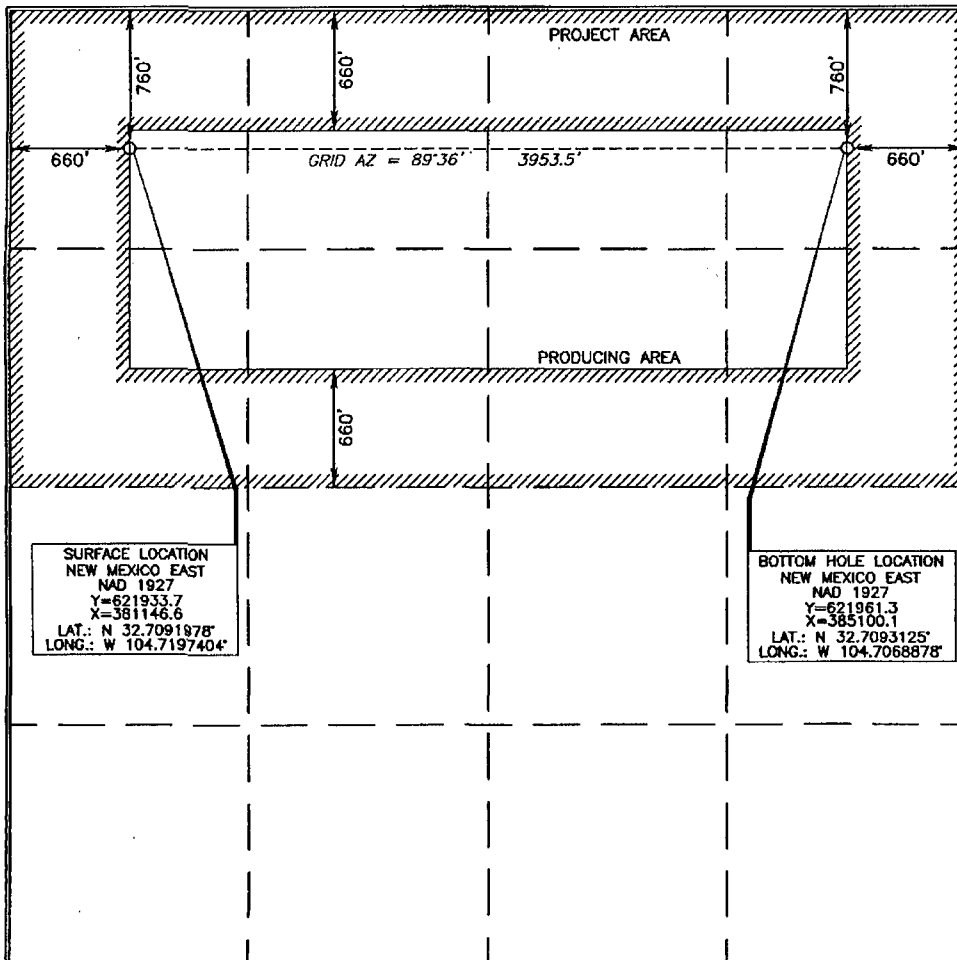 PROJECT AREA
760'
660'
760'
660'
GRID AZ = 89°36' 3953.5'
660'
PRODUCING AREA
660'
SURFACE LOCATION
NEW MEXICO EAST
NAD 1927
Y=621933.7
X=381146.6
LAT.: N 32.7091978°
LONG.: W 104.7197404°
BOTTOM HOLE LOCATION
NEW MEXICO EAST
NAD 1927
Y=621961.3
X=385100.1
LAT.: N 32.7093125°
LONG.: W 104.7068878°